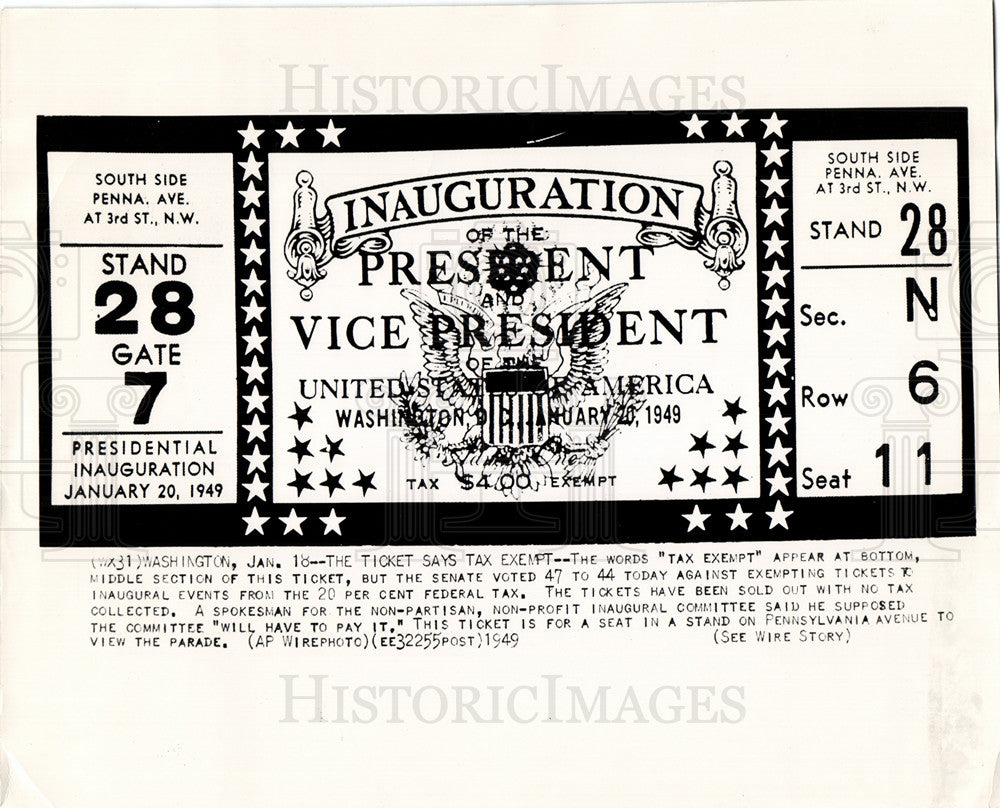 HISTORICIMAGES
SOUTH SIDE
PENNA. AVE.
AT 3rd ST., N.W.
STAND
28
GATE
7
PRESIDENTIAL
INAUGURATION
JANUARY 20, 1949
INAUGURATION
OF THE
PRESIDENT
AND
VICE PRESIDENT
OF THE
UNITED STATES OF AMERICA
WASHINGTON, D.C. JANUARY 20, 1949
TAX $4.00 EXEMPT
SOUTH SIDE
PENNA. AVE.
AT 3rd ST., N.W.
STAND 28
Sec. N
Row 6
Seat 11
(WX31)WASHINGTON, JAN. 18--THE TICKET SAYS TAX EXEMPT--THE WORDS "TAX EXEMPT" APPEAR AT BOTTOM,
MIDDLE SECTION OF THIS TICKET, BUT THE SENATE VOTED 47 TO 44 TODAY AGAINST EXEMPTING TICKETS TO
INAUGURAL EVENTS FROM THE 20 PER CENT FEDERAL TAX. THE TICKETS HAVE BEEN SOLD OUT WITH NO TAX
COLLECTED. A SPOKESMAN FOR THE NON-PARTISAN, NON-PROFIT INAUGURAL COMMITTEE SAID HE SUPPOSED
THE COMMITTEE "WILL HAVE TO PAY IT." THIS TICKET IS FOR A SEAT IN A STAND ON PENNSYLVANIA AVENUE TO
VIEW THE PARADE. (AP WIREPHOTO)(EE32255POST)1949 (SEE WIRE STORY)
HISTORICIMAGES